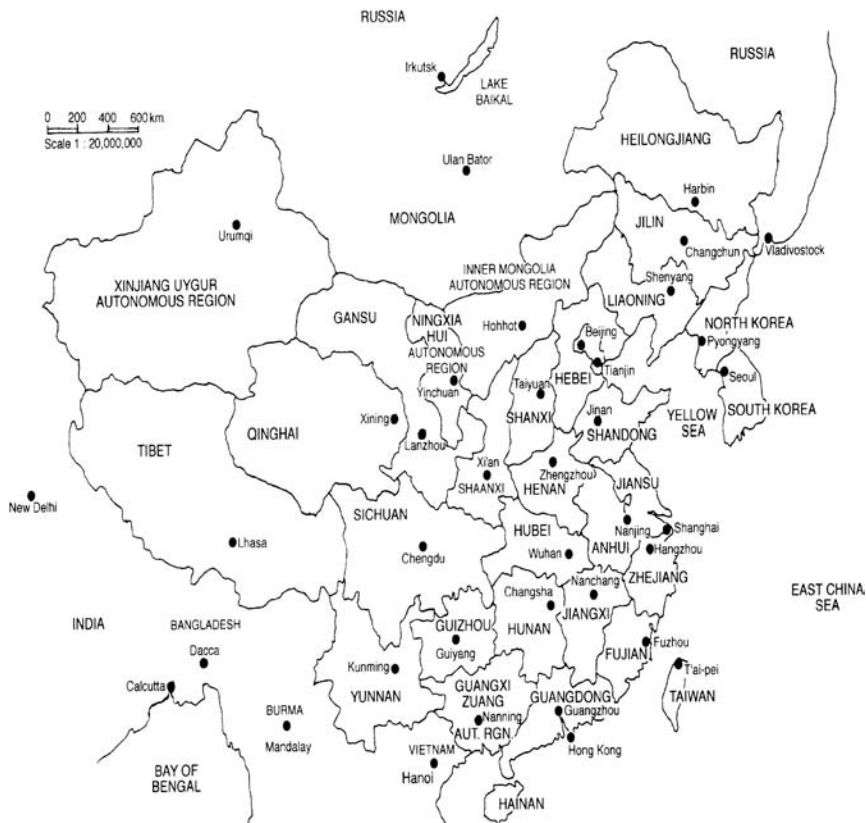 RUSSIA
RUSSIA
Irkutsk
LAKE
BAIKAL
0 200 400 600 km.
Scale 1 : 20,000,000
HEILONGJIANG
Ulan Bator
Harbin
MONGOLIA
JILIN
Urumqi
Changchun
Vladivostock
INNER MONGOLIA
AUTONOMOUS REGION
Shenyang
XINJIANG UYGUR
AUTONOMOUS REGION
LIAONING
GANSU
NINGXIA
HUI
AUTONOMOUS
REGION
Hohhot
NORTH KOREA
Beijing
Pyongyang
Tianjin
HEBEI
Seoul
Yinchuan
Taiyuan
SHANXI
Jinan
SHANDONG
YELLOW
SEA
SOUTH KOREA
Xining
QINGHAI
Lanzhou
TIBET
Xi'an
SHAANXI
Zhengzhou
HENAN
JIANSU
New Delhi
SICHUAN
HUBEI
Nanjing
Shanghai
Lhasa
Chengdu
Wuhan
ANHUI
Hangzhou
ZHEJIANG
Nanchang
EAST CHINA
SEA
Changsha
JIANGXI
HUNAN
INDIA
BANGLADESH
GUIZHOU
Guiyang
FUJIAN
Fuzhou
Dacca
Kunming
T'ai-pei
YUNNAN
GUANGXI
ZUANG
AUT. RGN
Calcutta
GUANGDONG
Guangzhou
TAIWAN
BURMA
Nanning
Mandalay
Hong Kong
VIETNAM
Hanoi
BAY OF
BENGAL
HAINAN